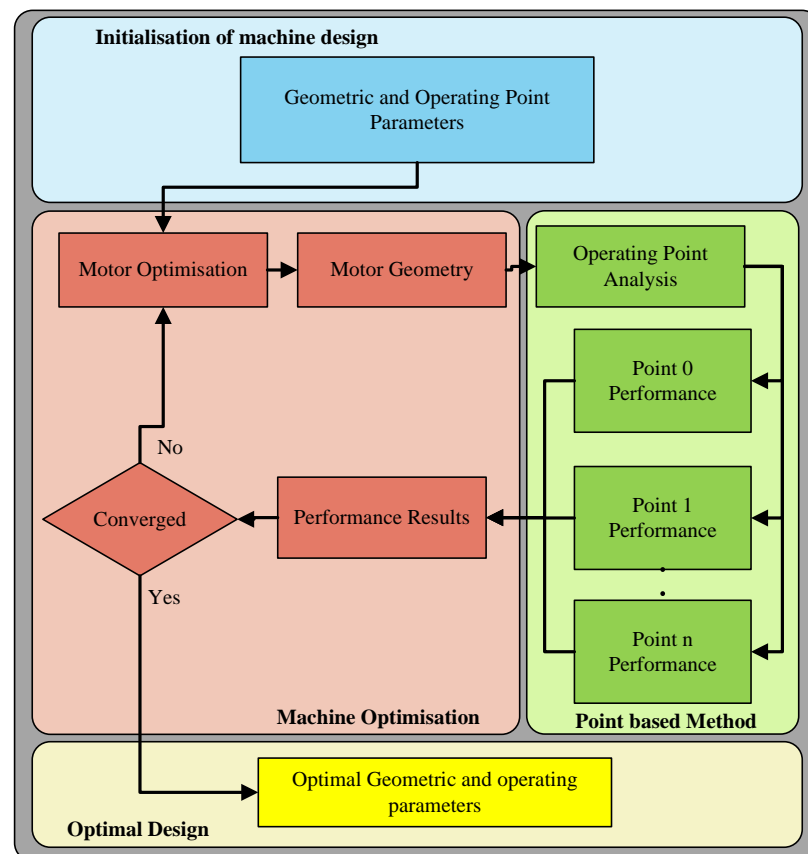 Initialisation of machine design
Geometric and Operating Point
Parameters
Motor Optimisation
Motor Geometry
Operating Point
Analysis
Point 0
Performance
No
Converged
Performance Results
Point 1
Performance
.
.
Yes
Point n
Performance
Machine Optimisation
Point based Method
Optimal Geometric and operating
parameters
Optimal Design